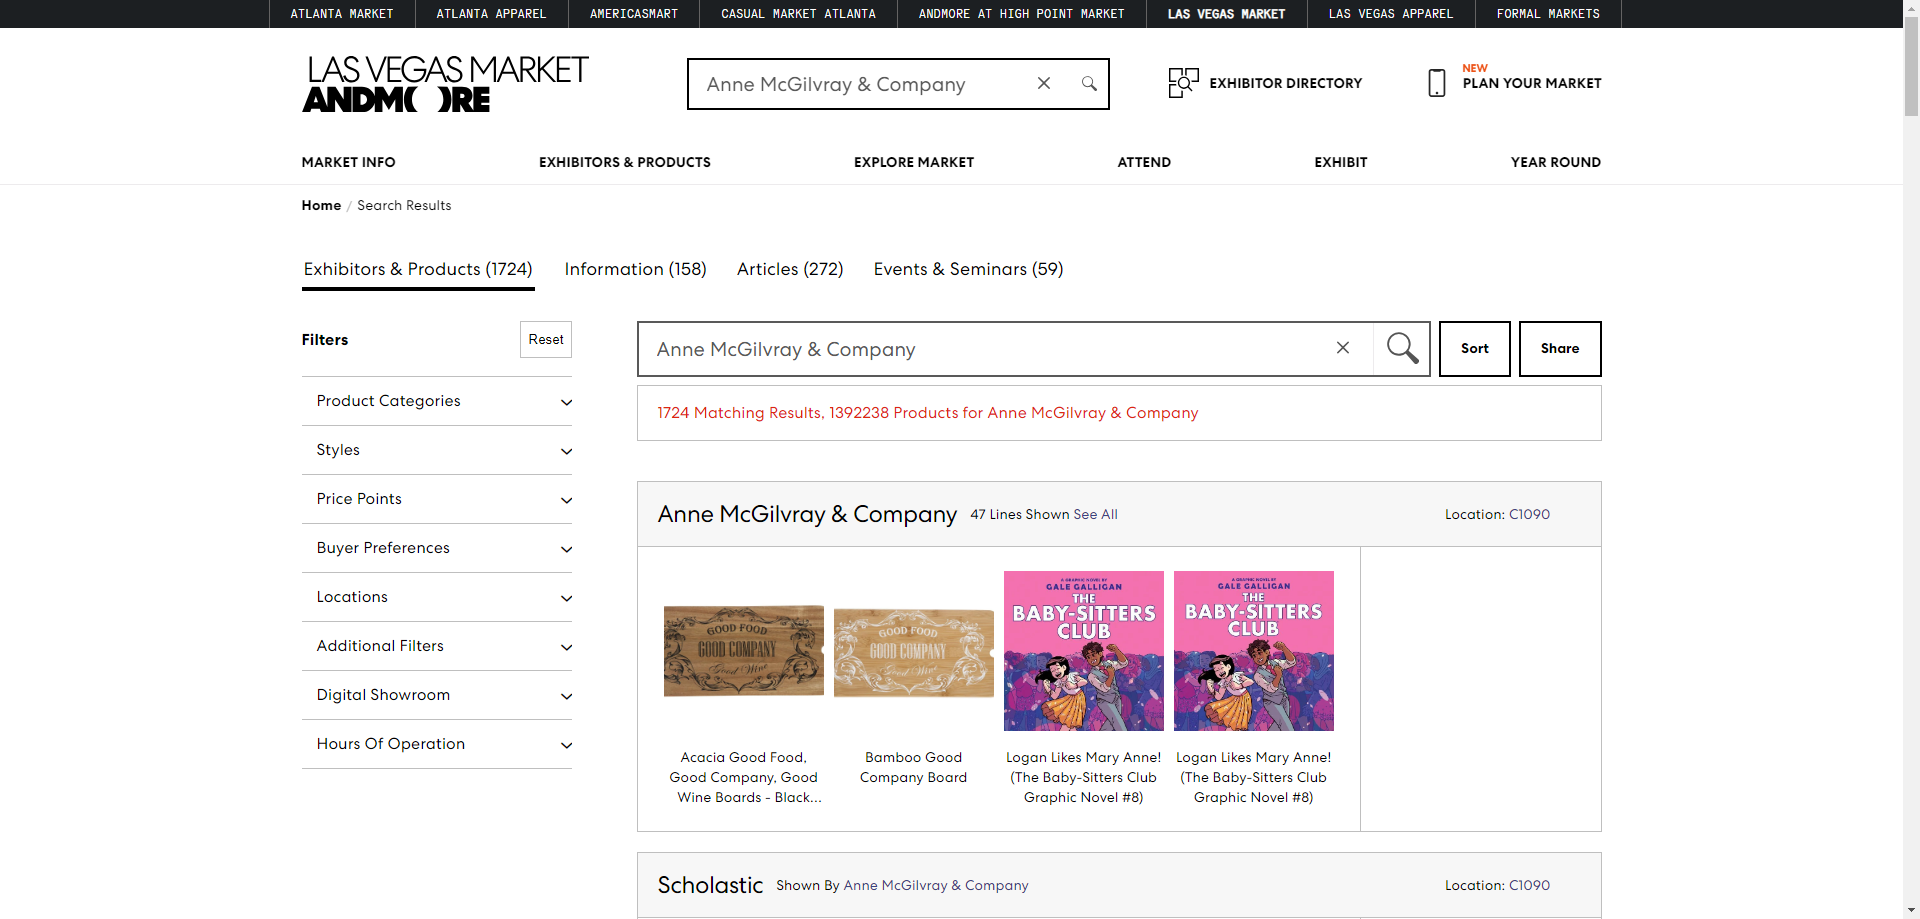 ATLANTA MARKET
ATLANTA APPAREL
AMERICASMART
CASUAL MARKET ATLANTA
ANDMORE AT HIGH POINT MARKET
LAS VEGAS MARKET
LAS VEGAS APPAREL
FORMAL MARKETS
LAS VEGAS MARKET
ANDMORE
Anne McGilvray & Company
EXHIBITOR DIRECTORY
NEW
PLAN YOUR MARKET
MARKET INFO
EXHIBITORS & PRODUCTS
EXPLORE MARKET
ATTEND
EXHIBIT
YEAR ROUND
Home / Search Results
Exhibitors & Products (1724)
Information (158)
Articles (272)
Events & Seminars (59)
Filters
Reset
Product Categories
Styles
Price Points
Buyer Preferences
Locations
Additional Filters
Digital Showroom
Hours Of Operation
Anne McGilvray & Company
Sort
Share
1724 Matching Results, 1392238 Products for Anne McGilvray & Company
Anne McGilvray & Company
47 Lines Shown See All
Location: C1090
GOOD FOOD
GOOD COMPANY
Good Wine
Acacia Good Food,
Good Company, Good
Wine Boards - Black...
GOOD FOOD
GOOD COMPANY
Good Wine
Bamboo Good
Company Board
A GRAPHIC NOVEL BY
GALE GALLIGAN
THE
BABY-SITTERS
CLUB
Logan Likes Mary Anne!
(The Baby-Sitters Club
Graphic Novel #8)
A GRAPHIC NOVEL BY
GALE GALLIGAN
THE
BABY-SITTERS
CLUB
Logan Likes Mary Anne!
(The Baby-Sitters Club
Graphic Novel #8)
Scholastic
Shown By Anne McGilvray & Company
Location: C1090